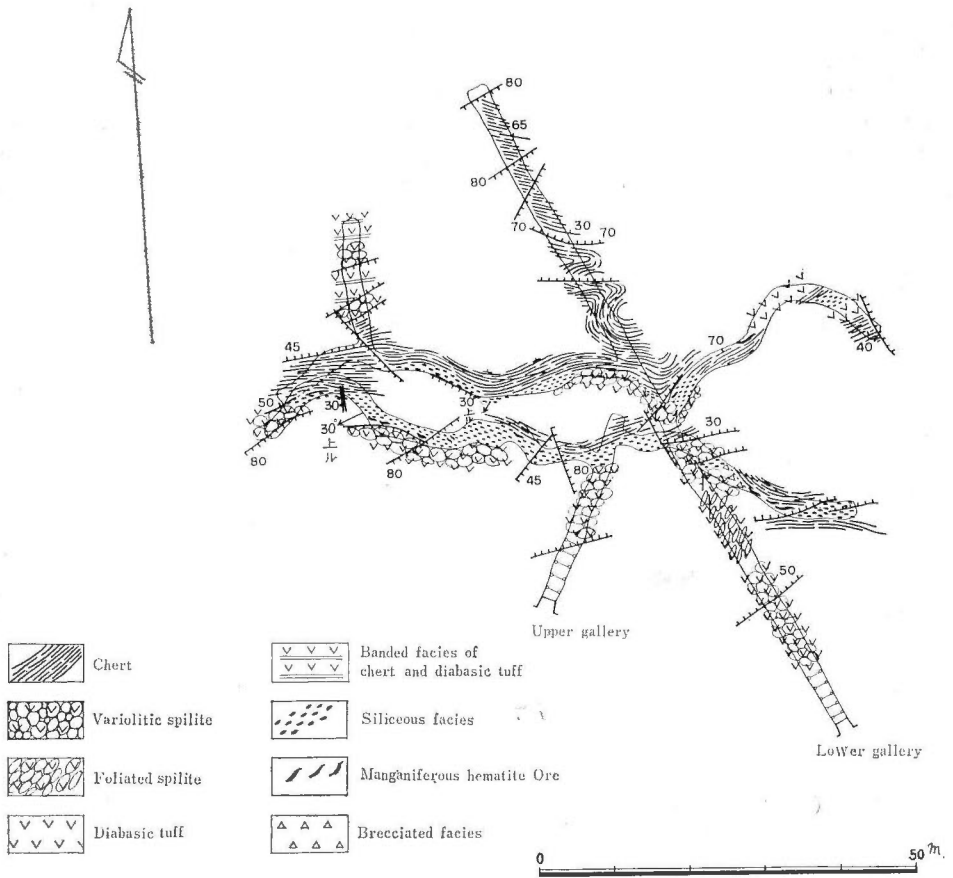 80
65
80
70
30
70
45
70
40
50
30
30
上
30°
上
ル
30
80
80
45
80
50
Upper gallery
Lower gallery
Chert
Variolitic spilite
Foliated spilite
Diabasic tuff
Banded facies of
chert and diabasic tuff
Siliceous facies
Manganiferous hematite Ore
Brecciated facies
0
50 m.